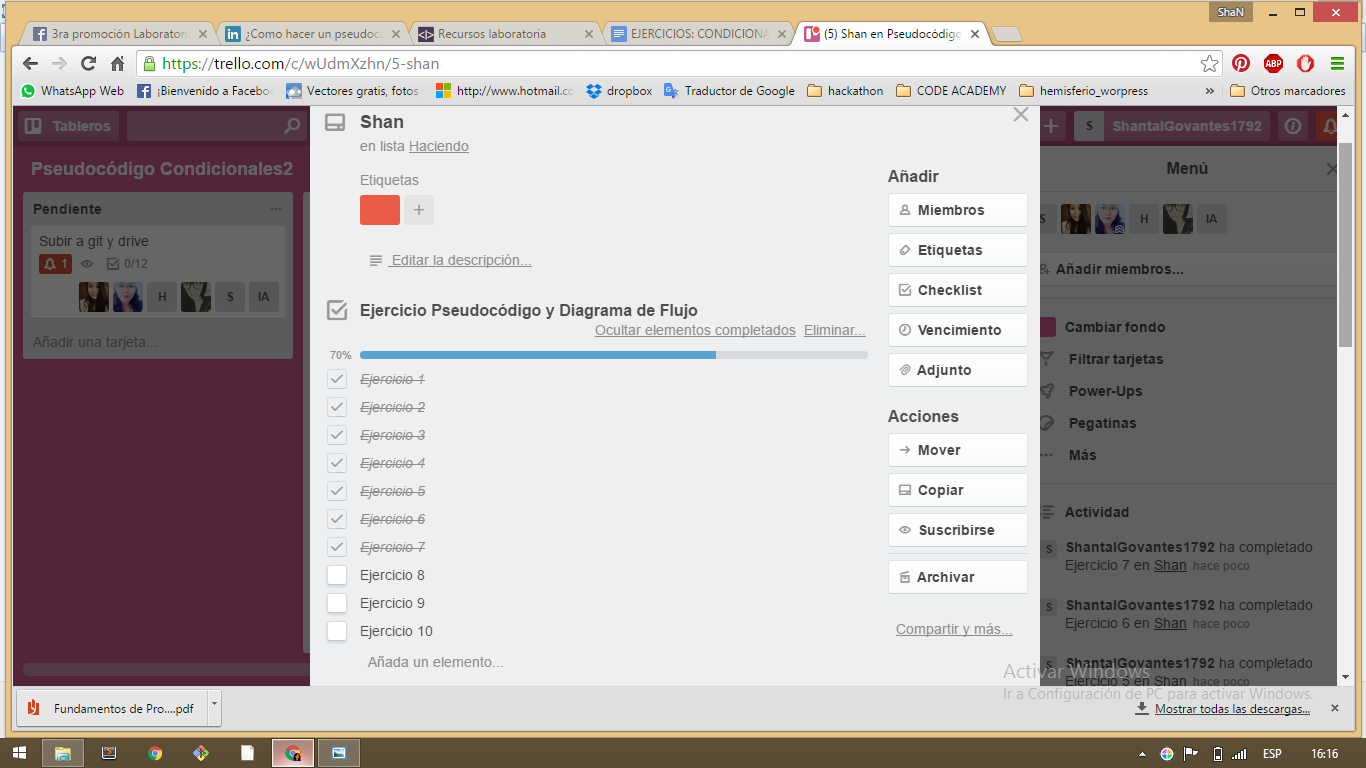 ShaN
3ra promoción Laboratori
¿Como hacer un pseudoc
Recursos laboratoria
EJERCICIOS: CONDICIONA
(5) Shan en Pseudocódigo
https://trello.com/c/wUdmXzhn/5-shan
ABP
WhatsApp Web
¡Bienvenido a Faceboo
Vectores gratis, fotos
http://www.hotmail.co
dropbox
Traductor de Google
hackathon
CODE ACADEMY
hemisferio_worpress
»
Otros marcadores
Tableros
S
ShantalGovantes1792
Pseudocódigo Condicionales2
Pendiente
Subir a git y drive
1
0/12
H
S
IA
Añadir una tarjeta...
Shan
en lista Haciendo
Etiquetas
+
Editar la descripción...
Ejercicio Pseudocódigo y Diagrama de Flujo
Ocultar elementos completados
Eliminar...
70%
Ejercicio 1
Ejercicio 2
Ejercicio 3
Ejercicio 4
Ejercicio 5
Ejercicio 6
Ejercicio 7
Ejercicio 8
Ejercicio 9
Ejercicio 10
Añada un elemento...
Añadir
Miembros
Etiquetas
Checklist
Vencimiento
Adjunto
Acciones
Mover
Copiar
Suscribirse
Archivar
Compartir y más...
Menú
S
H
IA
Añadir miembros...
Cambiar fondo
Filtrar tarjetas
Power-Ups
Pegatinas
Más
Actividad
S
ShantalGovantes1792 ha completado
Ejercicio 7 en Shan hace poco
S
ShantalGovantes1792 ha completado
Ejercicio 6 en Shan hace poco
S
ShantalGovantes1792 ha completado
Ejercicio 5 en Shan hace poco
Activar Windows
Ir a Configuración de PC para activar Windows.
Fundamentos de Pro....pdf
Mostrar todas las descargas...
ESP
16:16